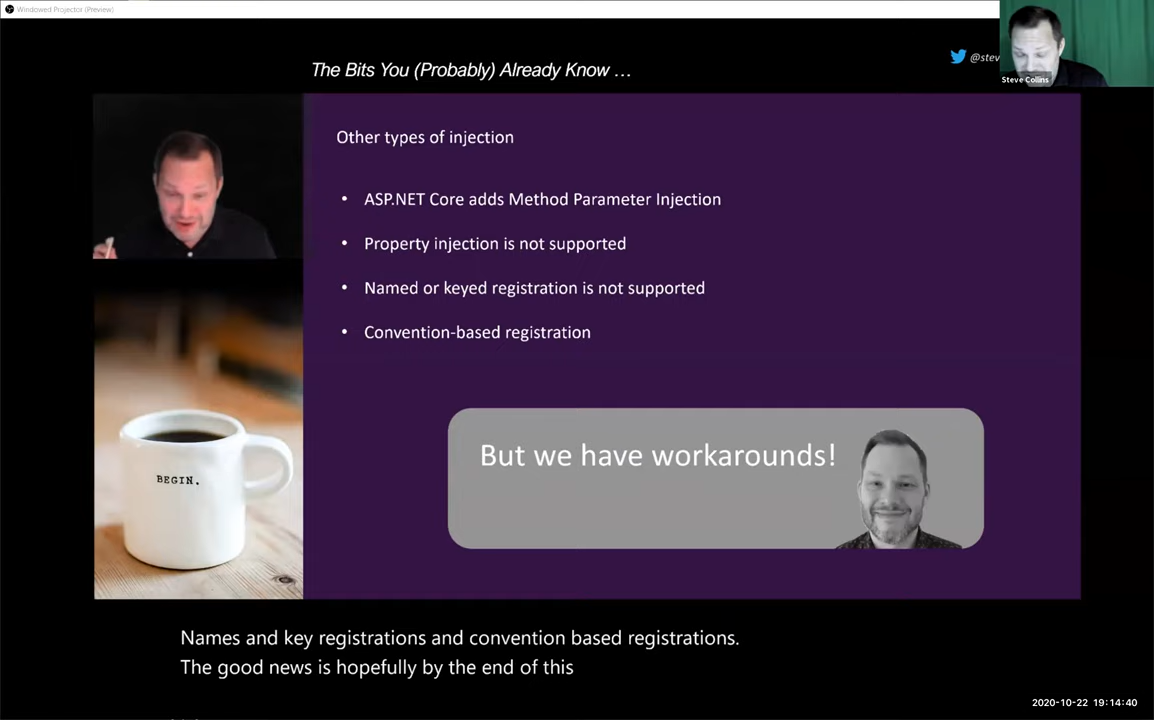 Windowed Projector (Preview)
The Bits You (Probably) Already Know ...
@stev
Steve Collins
Other types of injection
• ASP.NET Core adds Method Parameter Injection
• Property injection is not supported
• Named or keyed registration is not supported
• Convention-based registration
But we have workarounds!
BEGIN.
Names and key registrations and convention based registrations.
The good news is hopefully by the end of this
2020-10-22 19:14:40